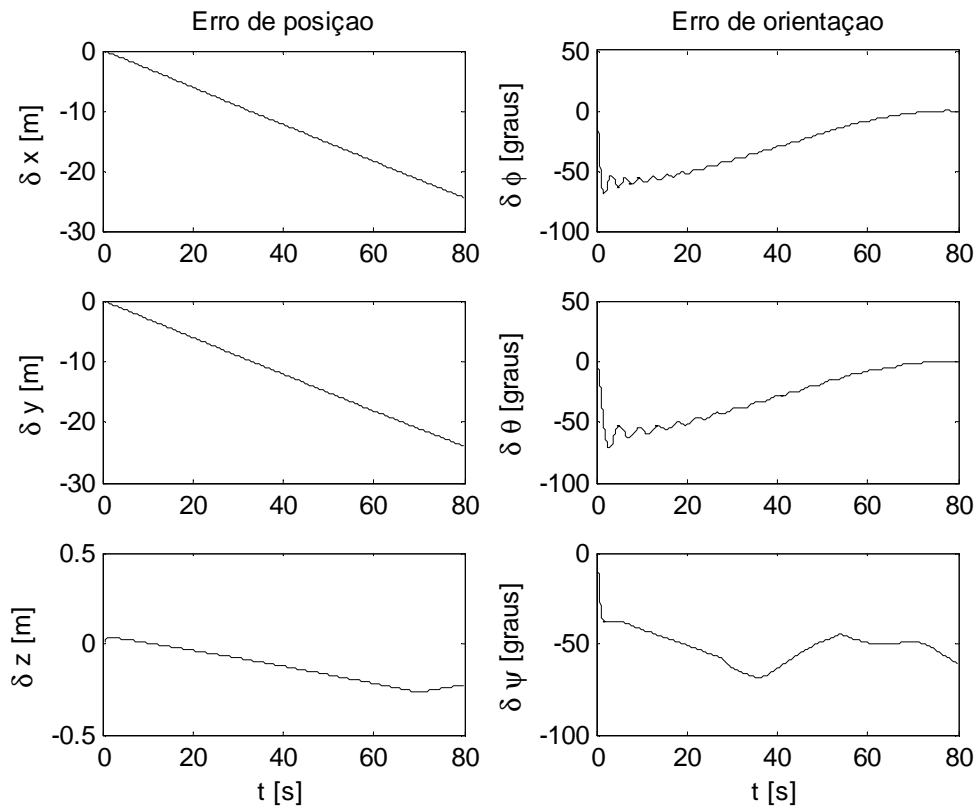 Erro de posiçao
0
-10
-20
-30
δ x [m]
0 20 40 60 80
Erro de orientaçao
50
0
-50
-100
δ ϕ [graus]
0 20 40 60 80
0
-10
-20
-30
δ y [m]
0 20 40 60 80
50
0
-50
-100
δ θ [graus]
0 20 40 60 80
0.5
0
-0.5
δ z [m]
0 20 40 60 80
t [s]
0
-50
-100
δ ψ [graus]
0 20 40 60 80
t [s]